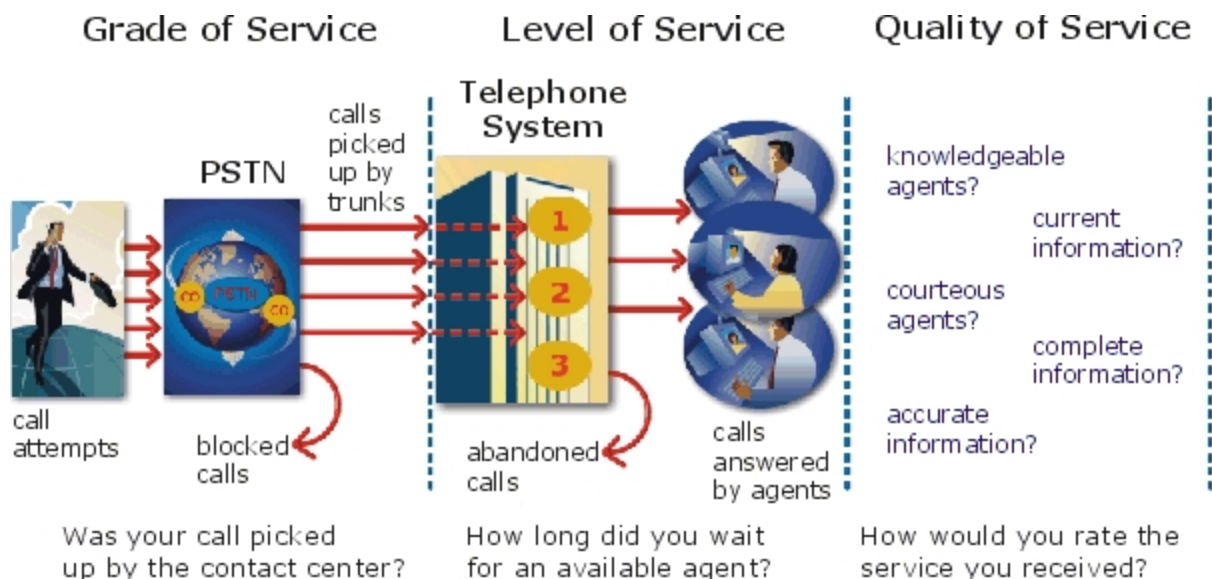 Grade of Service
Level of Service
Quality of Service
calls
picked
up by
trunks
PSTN
Telephone
System
CO
PSTN
CO
1
2
3
call
attempts
blocked
calls
abandoned
calls
calls
answered
by agents
knowledgeable
agents?
current
information?
courteous
agents?
complete
information?
accurate
information?
Was your call picked
up by the contact center?
How long did you wait
for an available agent?
How would you rate the
service you received?